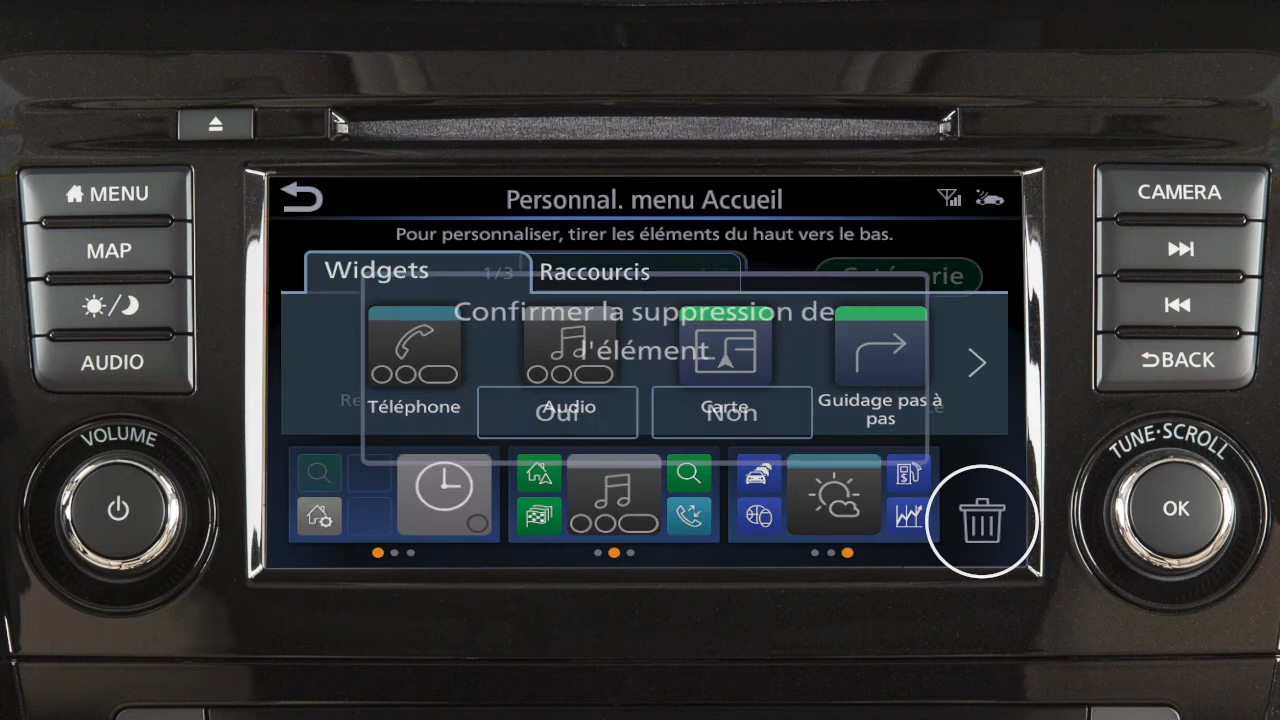 MENU
MAP
AUDIO
VOLUME
CAMERA
BACK
TUNE·SCROLL
OK
Personnal. menu Accueil
Pour personnaliser, tirer les éléments du haut vers le bas.
Widgets 1/3 Raccourcis
Confirmer la suppression de
l'élément
Téléphone Audio Carte Guidage pas à
pas
Oui Non